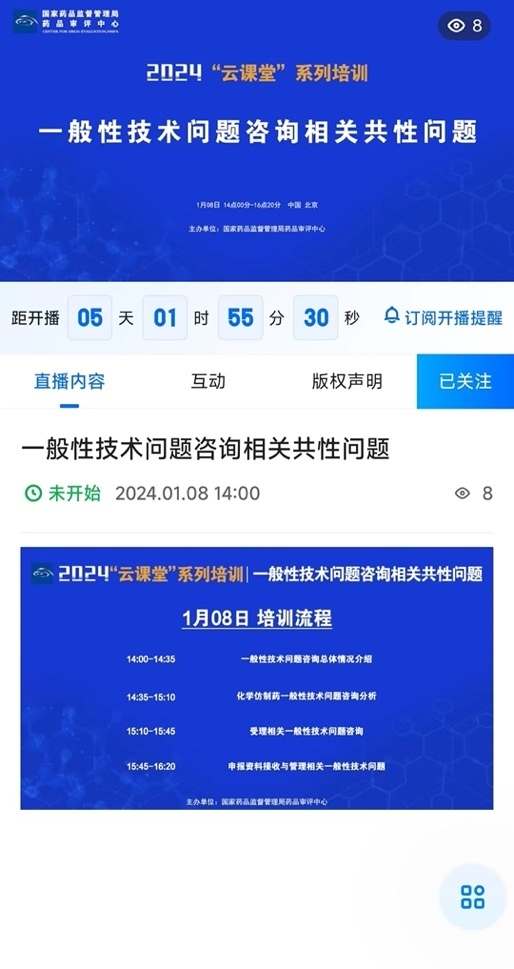 国家药品监督管理局
药品审评中心
CENTER FOR DRUG EVALUATION,NMPA
8
2024“云课堂”系列培训
一般性技术问题咨询相关共性问题
1月08日 14点00分-16点20分 中国 北京
主办单位：国家药品监督管理局药品审评中心
距开播 05 天 01 时 55 分 30 秒 订阅开播提醒
直播内容 互动 版权声明 已关注
一般性技术问题咨询相关共性问题
未开始 2024.01.08 14:00 8
2024“云课堂”系列培训|一般性技术问题咨询相关共性问题
1月08日 培训流程
14:00-14:35 一般性技术问题咨询总体情况介绍
14:35-15:10 化学仿制药一般性技术问题咨询分析
15:10-15:45 受理相关一般性技术问题咨询
15:45-16:20 申报资料接收与管理相关一般性技术问题
主办单位：国家药品监督管理局药品审评中心